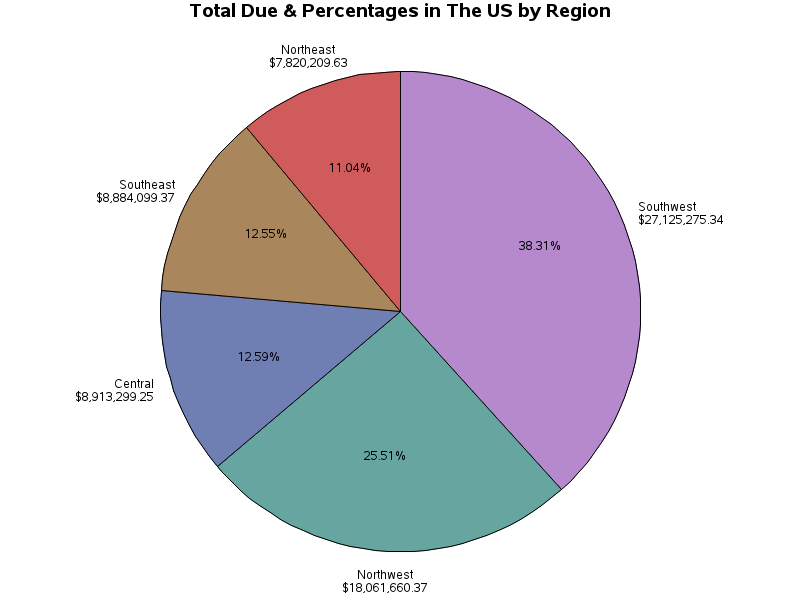 Total Due & Percentages in The US by Region
Northeast
$7,820,209.63
11.04%
Southeast
$8,884,099.37
12.55%
Southwest
$27,125,275.34
38.31%
Central
$8,913,299.25
12.59%
25.51%
Northwest
$18,061,660.37